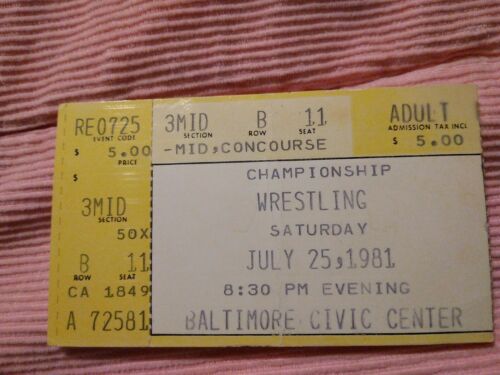 RE0725
EVENT CODE
$ 5.00
PRICE
$
3MID
SECTION
50X
B 11
ROW SEAT
CA 1849
A 72581
3MID B 11
SECTION ROW SEAT
-MID,CONCOURSE
ADULT
ADMISSION TAX INCL
$ 5.00
CHAMPIONSHIP
WRESTLING
SATURDAY
JULY 25,1981
8:30 PM EVENING
BALTIMORE CIVIC CENTER